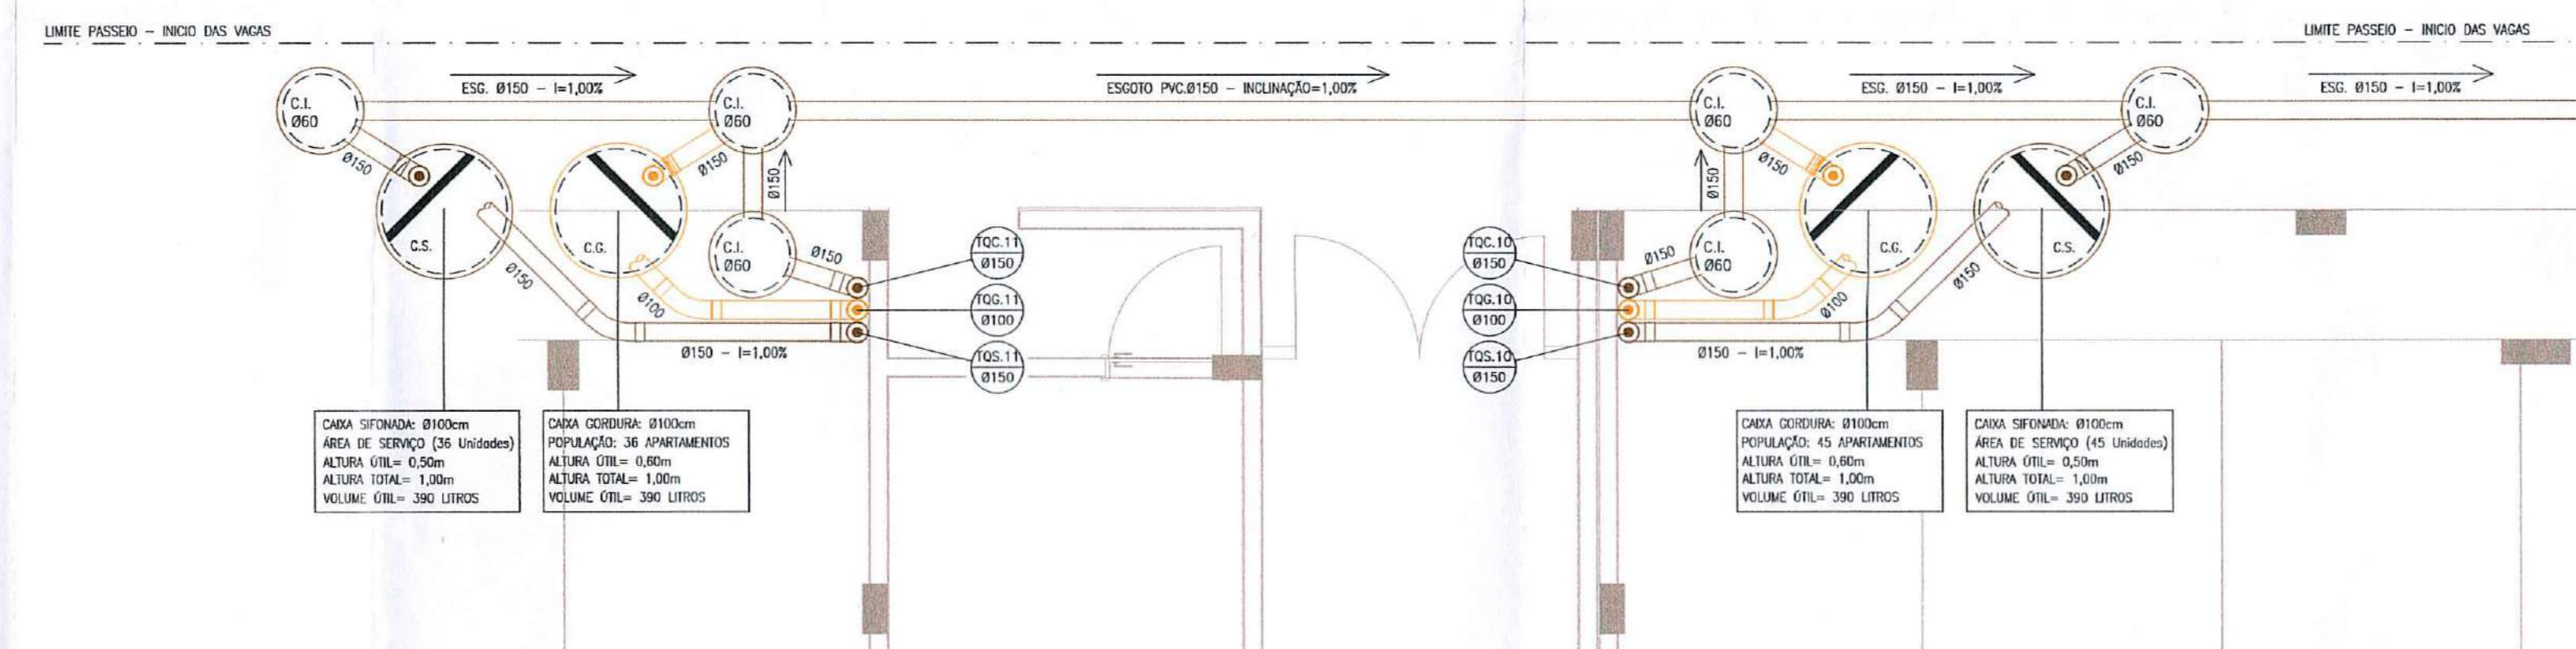 LIMITE PASSEIO - INICIO DAS VAGAS
LIMITE PASSEIO - INICIO DAS VAGAS
ESG. Ø150 - I=1,00%
ESGOTO PVC.Ø150 - INCLINAÇÃO=1,00%
ESG. Ø150 - I=1,00%
ESG. Ø150 - I=1,00%
C.I.
Ø60
C.I.
Ø60
C.I.
Ø60
C.I.
Ø60
Ø150
Ø150
Ø150
Ø150
Ø150
Ø150
C.S.
C.G.
C.I.
Ø60
Ø150
Ø150
Ø100
Ø150 - I=1,00%
TQC.11
Ø150
TQG.11
Ø100
TQS.11
Ø150
TQC.10
Ø150
TQG.10
Ø100
TQS.10
Ø150
Ø150
C.I.
Ø60
C.G.
C.S.
Ø100
Ø150
Ø150 - I=1,00%
CAIXA SIFONADA: Ø100cm
ÁREA DE SERVIÇO (36 Unidades)
ALTURA ÚTIL= 0,50m
ALTURA TOTAL= 1,00m
VOLUME ÚTIL= 390 LITROS
CAIXA GORDURA: Ø100cm
POPULAÇÃO: 36 APARTAMENTOS
ALTURA ÚTIL= 0,60m
ALTURA TOTAL= 1,00m
VOLUME ÚTIL= 390 LITROS
CAIXA GORDURA: Ø100cm
POPULAÇÃO: 45 APARTAMENTOS
ALTURA ÚTIL= 0,60m
ALTURA TOTAL= 1,00m
VOLUME ÚTIL= 390 LITROS
CAIXA SIFONADA: Ø100cm
ÁREA DE SERVIÇO (45 Unidades)
ALTURA ÚTIL= 0,50m
ALTURA TOTAL= 1,00m
VOLUME ÚTIL= 390 LITROS